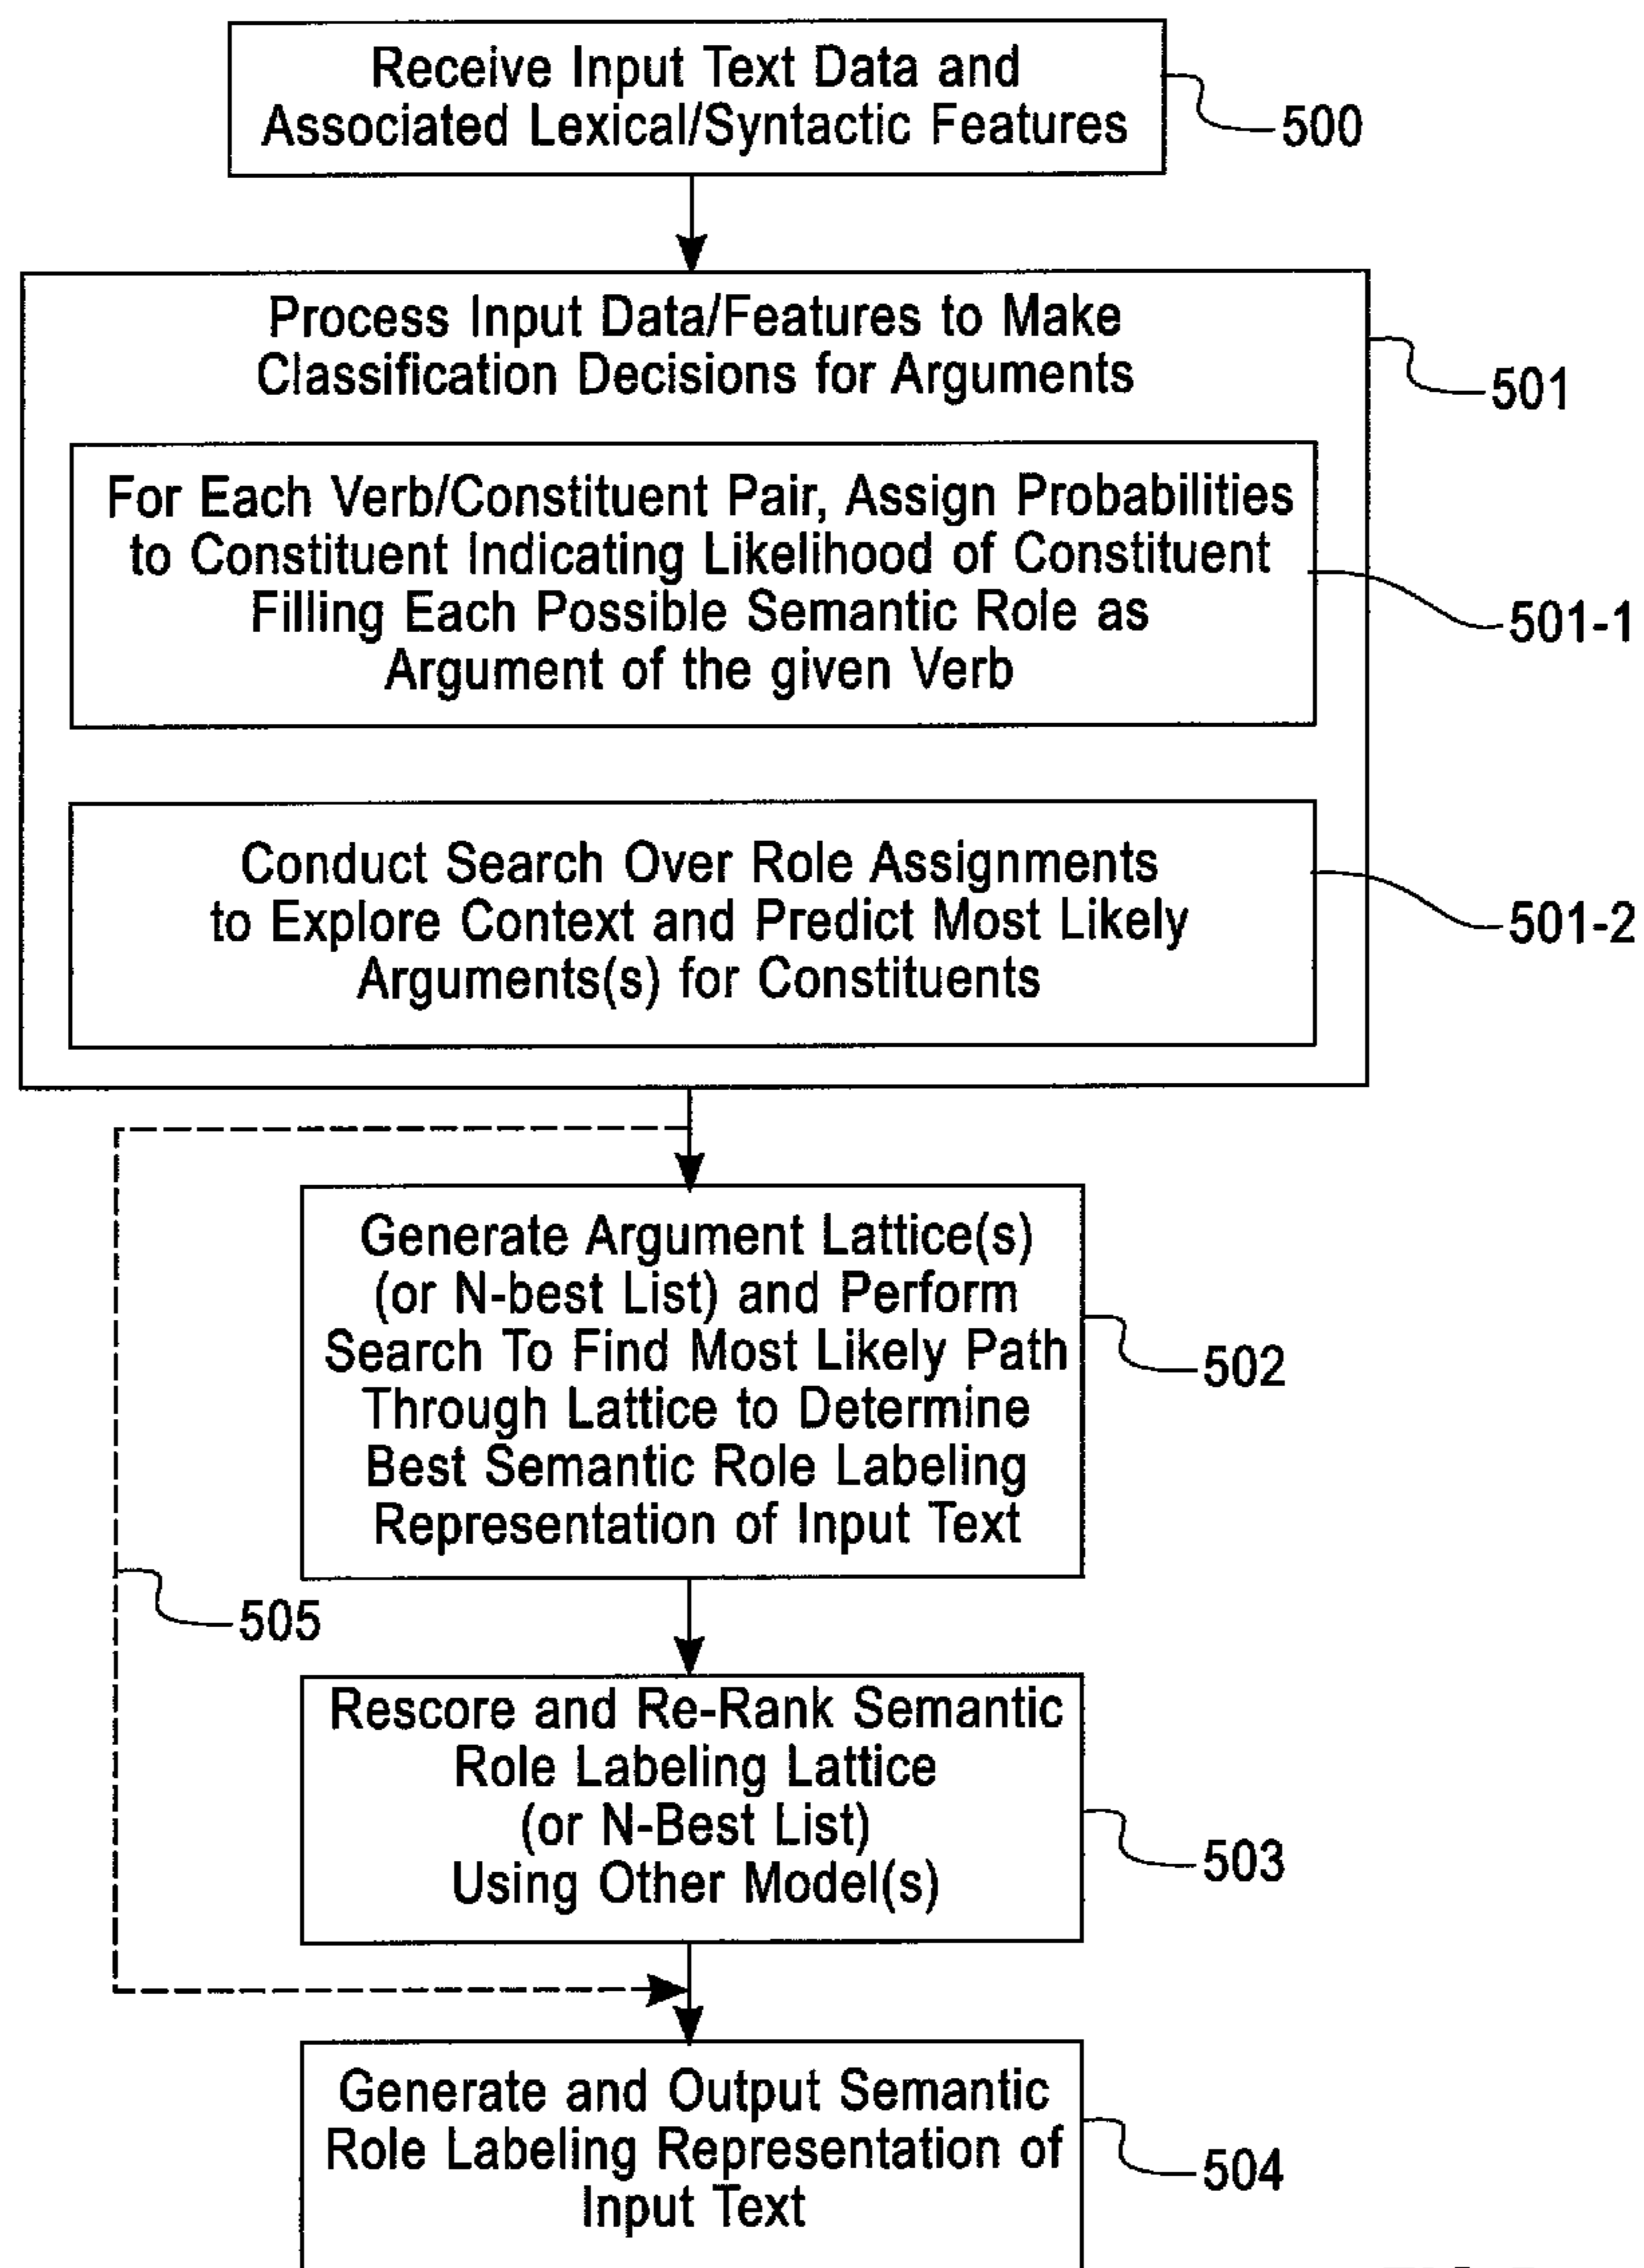 Receive Input Text Data and
Associated Lexical/Syntactic Features
500
Process Input Data/Features to Make
Classification Decisions for Arguments
501
For Each Verb/Constituent Pair, Assign Probabilities
to Constituent Indicating Likelihood of Constituent
Filling Each Possible Semantic Role as
Argument of the given Verb
501-1
Conduct Search Over Role Assignments
to Explore Context and Predict Most Likely
Arguments(s) for Constituents
501-2
Generate Argument Lattice(s)
(or N-best List) and Perform
Search To Find Most Likely Path
Through Lattice to Determine
Best Semantic Role Labeling
Representation of Input Text
502
505
Rescore and Re-Rank Semantic
Role Labeling Lattice
(or N-Best List)
Using Other Model(s)
503
Generate and Output Semantic
Role Labeling Representation of
Input Text
504